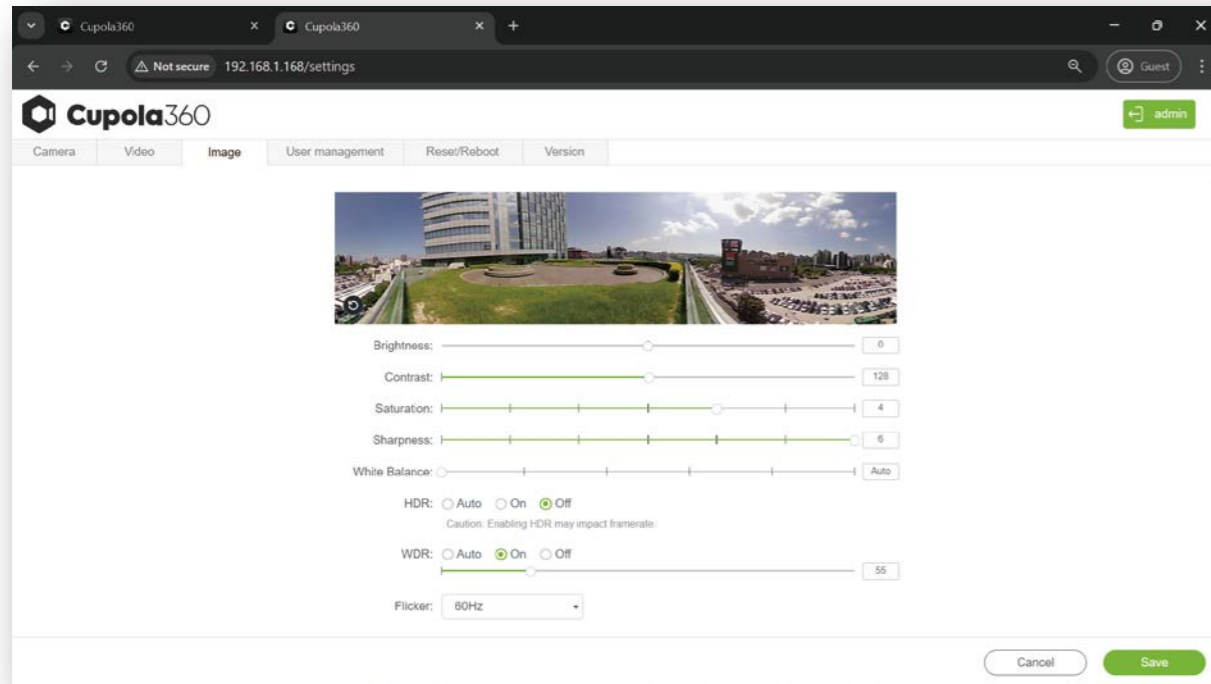 Cupola360 Cupola360
Not secure 192.168.1.168/settings Guest
Cupola360 admin
Camera Video Image User management Reset/Reboot Version
Brightness: 0
Contrast: 128
Saturation: 4
Sharpness: 6
White Balance: Auto
HDR: Auto On Off
Caution: Enabling HDR may impact framerate
WDR: Auto On Off
55
Flicker: 60Hz
Cancel Save